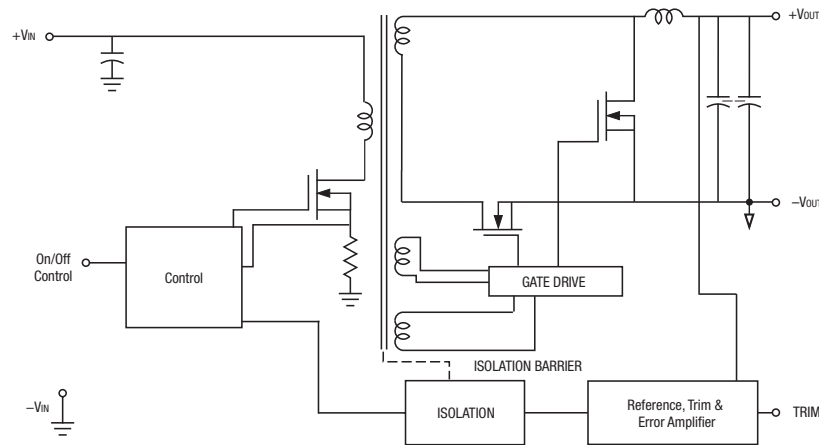 +VIN
+VOUT
–VOUT
On/Off
Control
Control
GATE DRIVE
ISOLATION BARRIER
–VIN
ISOLATION
Reference, Trim &
Error Amplifier
TRIM